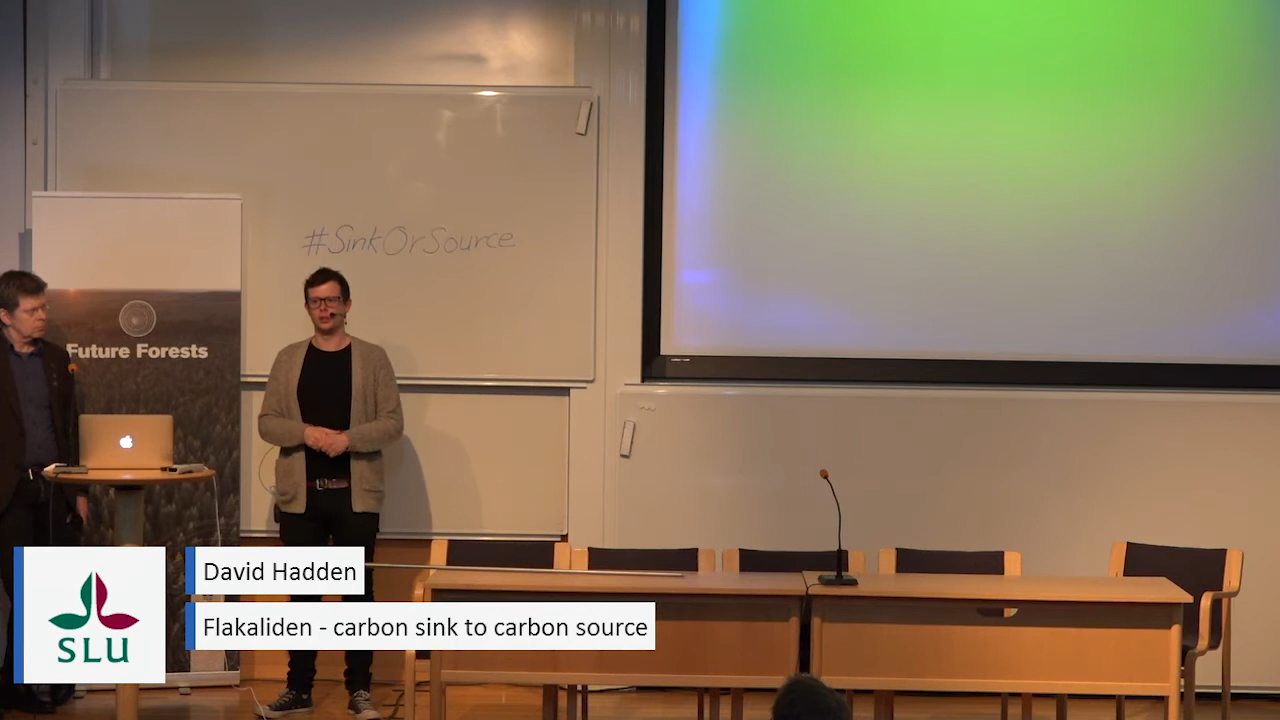 #SinkOrSource
Future Forests
David Hadden
Flakaliden - carbon sink to carbon source
SLU